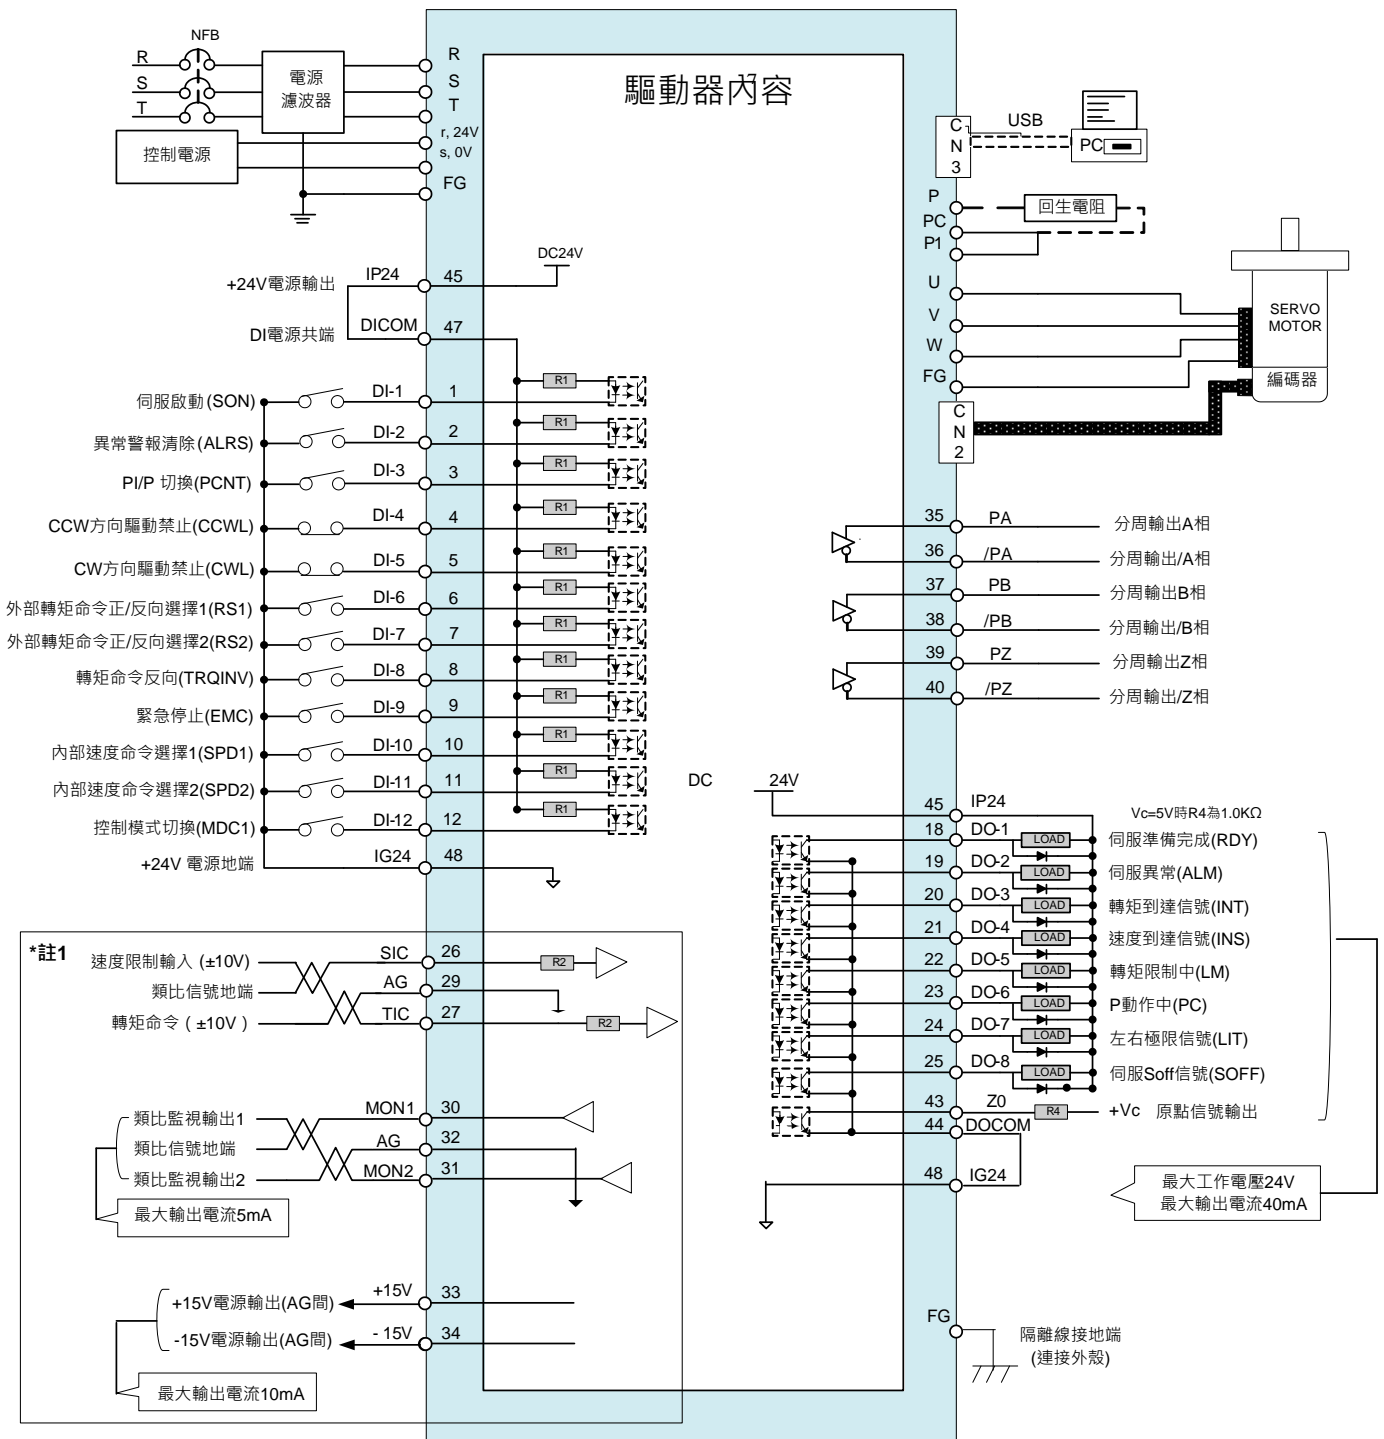 驅動器內容
NFB
R
S
T
電源
濾波器
控制電源
R
S
T
r, 24V
s, 0V
FG
DC24V
+24V電源輸出 IP24 45
DI電源共端 DICOM 47
伺服啟動(SON) DI-1 1 R1
異常警報清除(ALRS) DI-2 2 R1
PI/P 切換(PCNT) DI-3 3 R1
CCW方向驅動禁止(CCWL) DI-4 4 R1
CW方向驅動禁止(CWL) DI-5 5 R1
外部轉矩命令正/反向選擇1(RS1) DI-6 6 R1
外部轉矩命令正/反向選擇2(RS2) DI-7 7 R1
轉矩命令反向(TRQINV) DI-8 8 R1
緊急停止(EMC) DI-9 9 R1
內部速度命令選擇1(SPD1) DI-10 10 R1
內部速度命令選擇2(SPD2) DI-11 11 R1
控制模式切換(MDC1) DI-12 12 R1
+24V 電源地端 IG24 48
*註1
速度限制輸入 (±10V) SIC 26 R2
類比信號地端 AG 29
轉矩命令 ( ±10V ) TIC 27 R2
類比監視輸出1 MON1 30
類比信號地端 AG 32
類比監視輸出2 MON2 31
最大輸出電流5mA
+15V電源輸出(AG間) +15V 33
-15V電源輸出(AG間) - 15V 34
最大輸出電流10mA
CN3
USB
PC
P
PC
P1
回生電阻
U
V
W
FG
SERVO
MOTOR
編碼器
CN2
35 PA 分周輸出A相
36 /PA 分周輸出/A相
37 PB 分周輸出B相
38 /PB 分周輸出/B相
39 PZ 分周輸出Z相
40 /PZ 分周輸出/Z相
DC 24V
45 IP24
Vc=5V時R4為1.0KΩ
18 DO-1 LOAD 伺服準備完成(RDY)
19 DO-2 LOAD 伺服異常(ALM)
20 DO-3 LOAD 轉矩到達信號(INT)
21 DO-4 LOAD 速度到達信號(INS)
22 DO-5 LOAD 轉矩限制中(LM)
23 DO-6 LOAD P動作中(PC)
24 DO-7 LOAD 左右極限信號(LIT)
25 DO-8 LOAD 伺服Soff信號(SOFF)
43 Z0 R4 +Vc 原點信號輸出
44 DOCOM
48 IG24
最大工作電壓24V
最大輸出電流40mA
FG
隔離線接地端
(連接外殼)